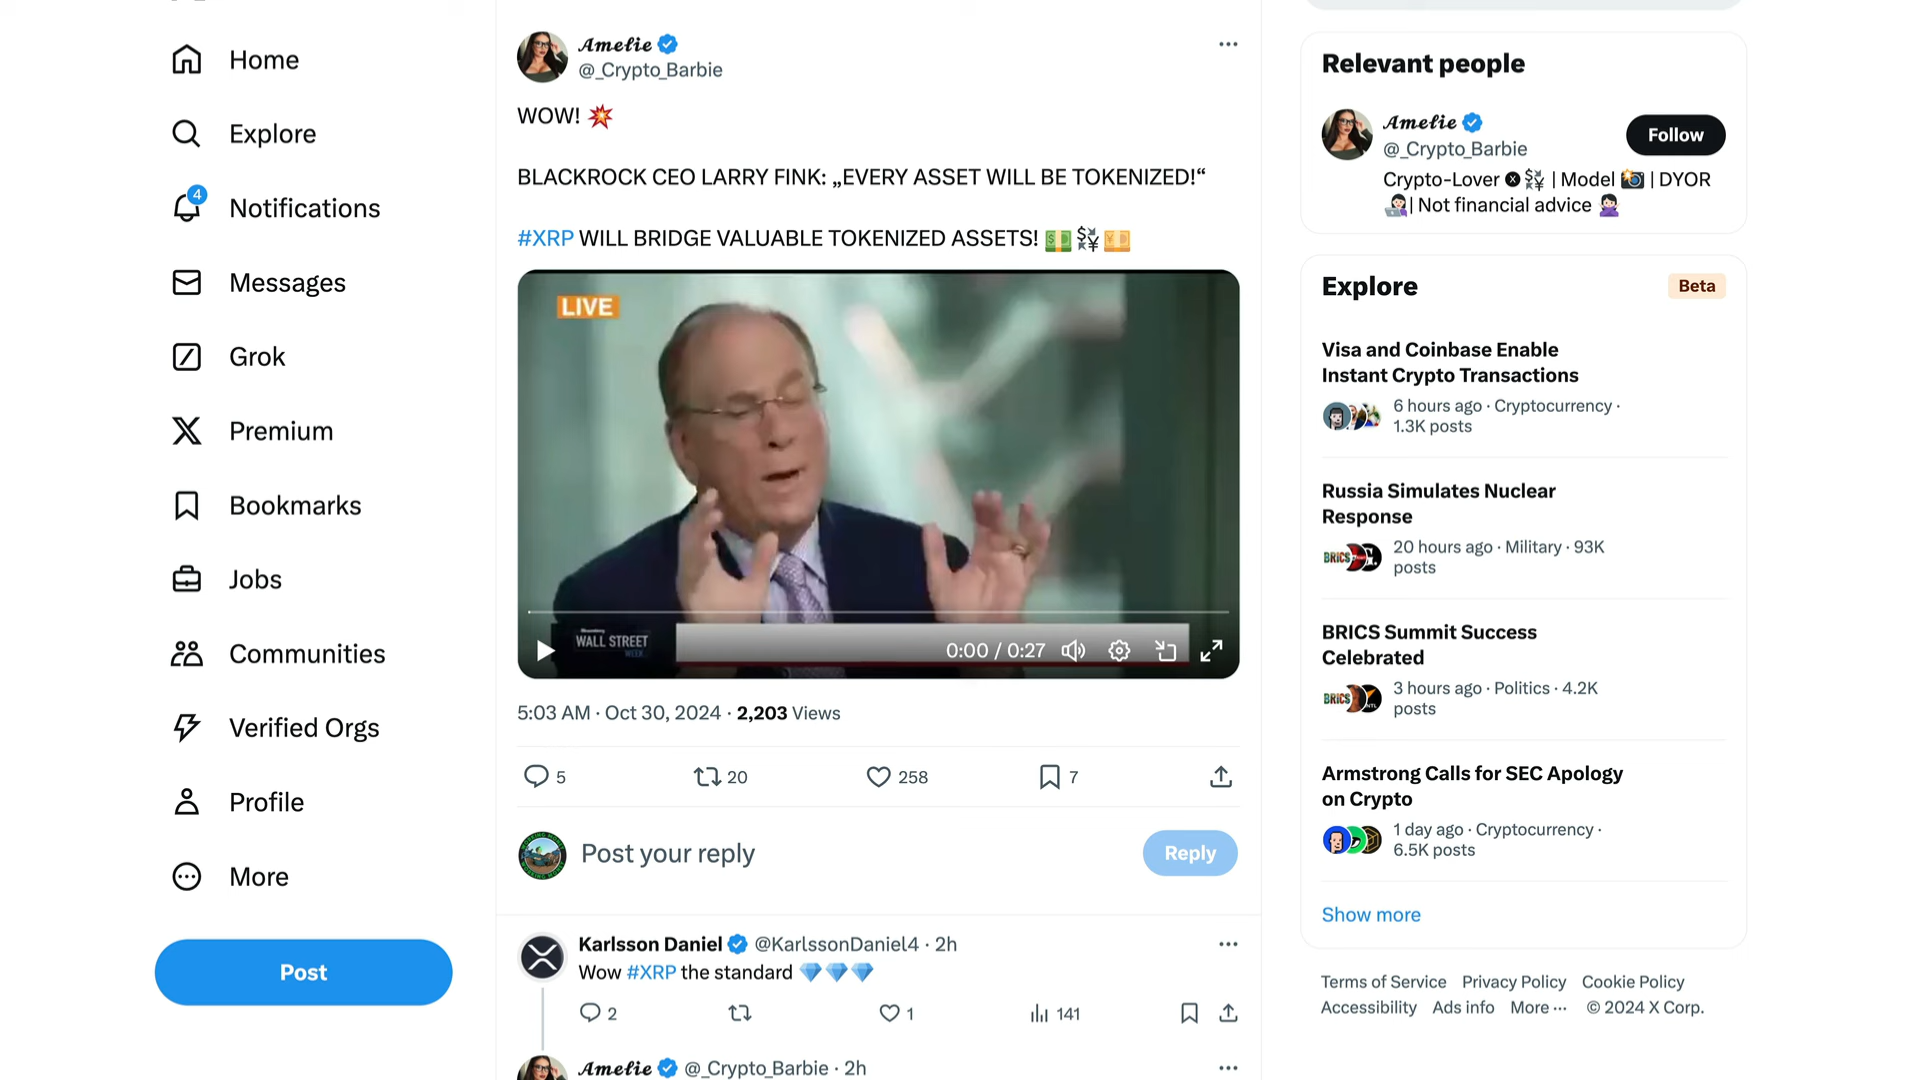 Home
Explore
4
Notifications
Messages
Grok
Premium
Bookmarks
Jobs
Communities
Verified Orgs
Profile
More
Post
𝓐𝓶𝓮𝓵𝓲𝓮
@_Crypto_Barbie
WOW! 💥
BLACKROCK CEO LARRY FINK: „EVERY ASSET WILL BE TOKENIZED!“
#XRP WILL BRIDGE VALUABLE TOKENIZED ASSETS! 💵💱💴
LIVE
Bloomberg
WALL STREET
WEEK
0:00 / 0:27
5:03 AM · Oct 30, 2024 · 2,203 Views
5 20 258 7
Post your reply
Reply
Karlsson Daniel @KarlssonDaniel4 · 2h
Wow #XRP the standard 💎💎💎
2 1 141
𝓐𝓶𝓮𝓵𝓲𝓮 @_Crypto_Barbie · 2h
Relevant people
𝓐𝓶𝓮𝓵𝓲𝓮
@_Crypto_Barbie
Follow
Crypto-Lover 💱 | Model 📸 | DYOR
👩🏻‍💻| Not financial advice 🙅🏻‍♀️
Explore
Beta
Visa and Coinbase Enable
Instant Crypto Transactions
6 hours ago · Cryptocurrency ·
1.3K posts
Russia Simulates Nuclear
Response
BRICS
20 hours ago · Military · 93K
posts
BRICS Summit Success
Celebrated
BRICS
3 hours ago · Politics · 4.2K
posts
Armstrong Calls for SEC Apology
on Crypto
1 day ago · Cryptocurrency ·
6.5K posts
Show more
Terms of Service Privacy Policy Cookie Policy
Accessibility Ads info More ··· © 2024 X Corp.